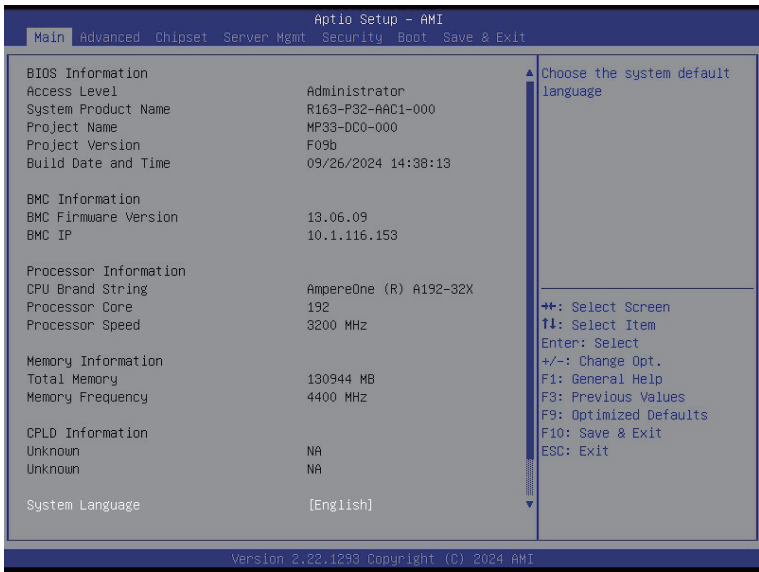 Aptio Setup – AMI
Main Advanced Chipset Server Mgmt Security Boot Save & Exit
BIOS Information
Access Level Administrator
System Product Name R163-P32-AAC1-000
Project Name MP33-DC0-000
Project Version F09b
Build Date and Time 09/26/2024 14:38:13
BMC Information
BMC Firmware Version 13.06.09
BMC IP 10.1.116.153
Processor Information
CPU Brand String AmpereOne (R) A192-32X
Processor Core 192
Processor Speed 3200 MHz
Memory Information
Total Memory 130944 MB
Memory Frequency 4400 MHz
CPLD Information
Unknown NA
Unknown NA
System Language [English]
Choose the system default
language
→←: Select Screen
↑↓: Select Item
Enter: Select
+/-: Change Opt.
F1: General Help
F3: Previous Values
F9: Optimized Defaults
F10: Save & Exit
ESC: Exit
Version 2.22.1293 Copyright (C) 2024 AMI